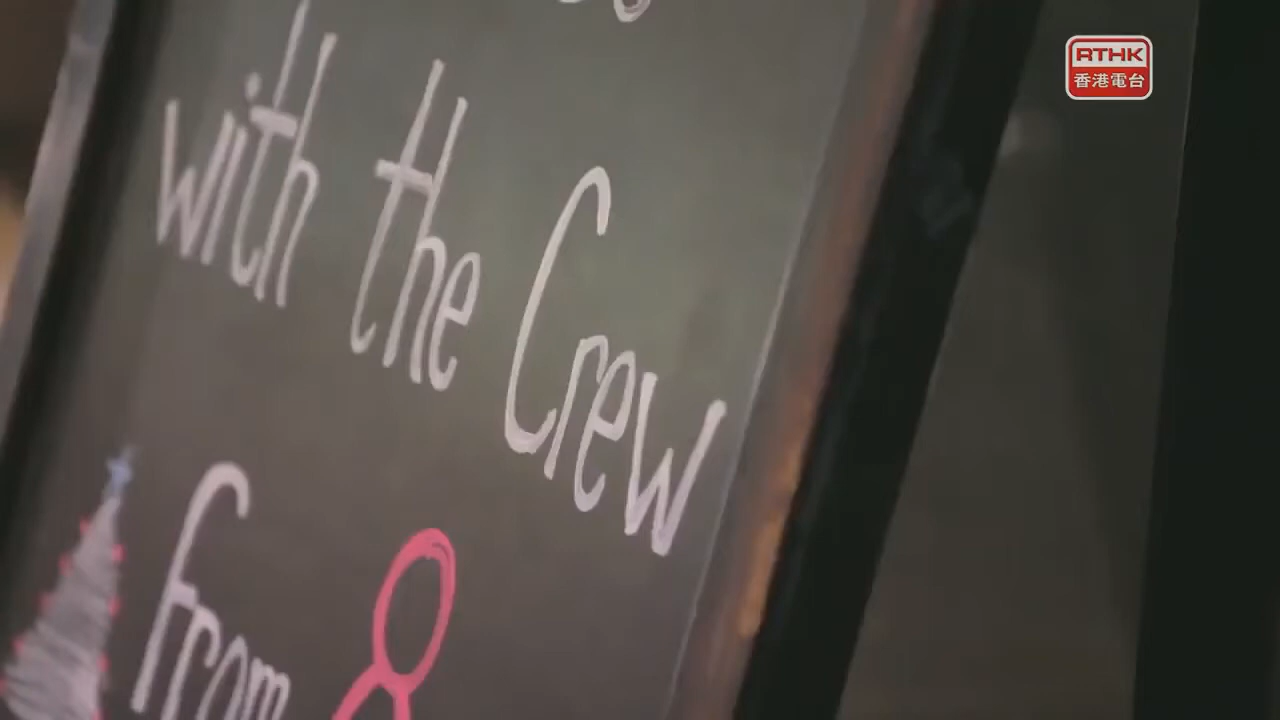 RTHK
香港電台
with the Crew
from 8